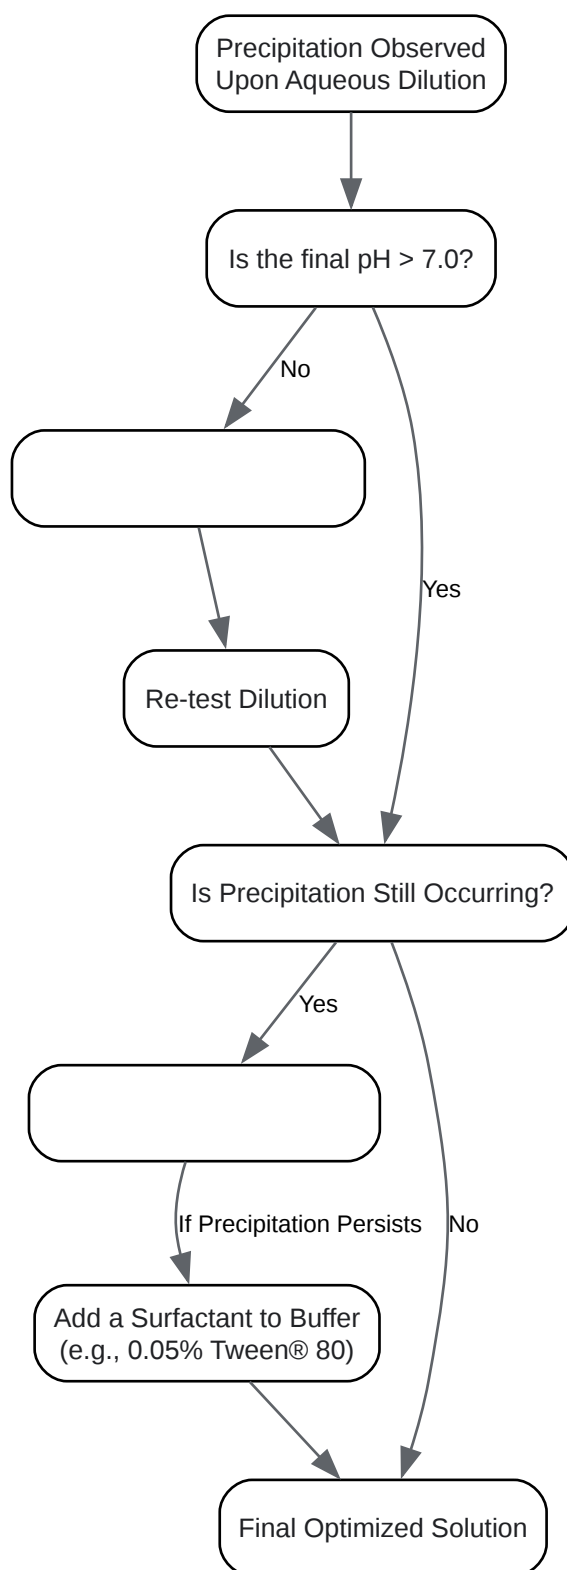 Precipitation Observed
Upon Aqueous Dilution
Is the final pH > 7.0?
No
Yes
Re-test Dilution
Is Precipitation Still Occurring?
Yes
If Precipitation Persists
No
Add a Surfactant to Buffer
(e.g., 0.05% Tween® 80)
Final Optimized Solution